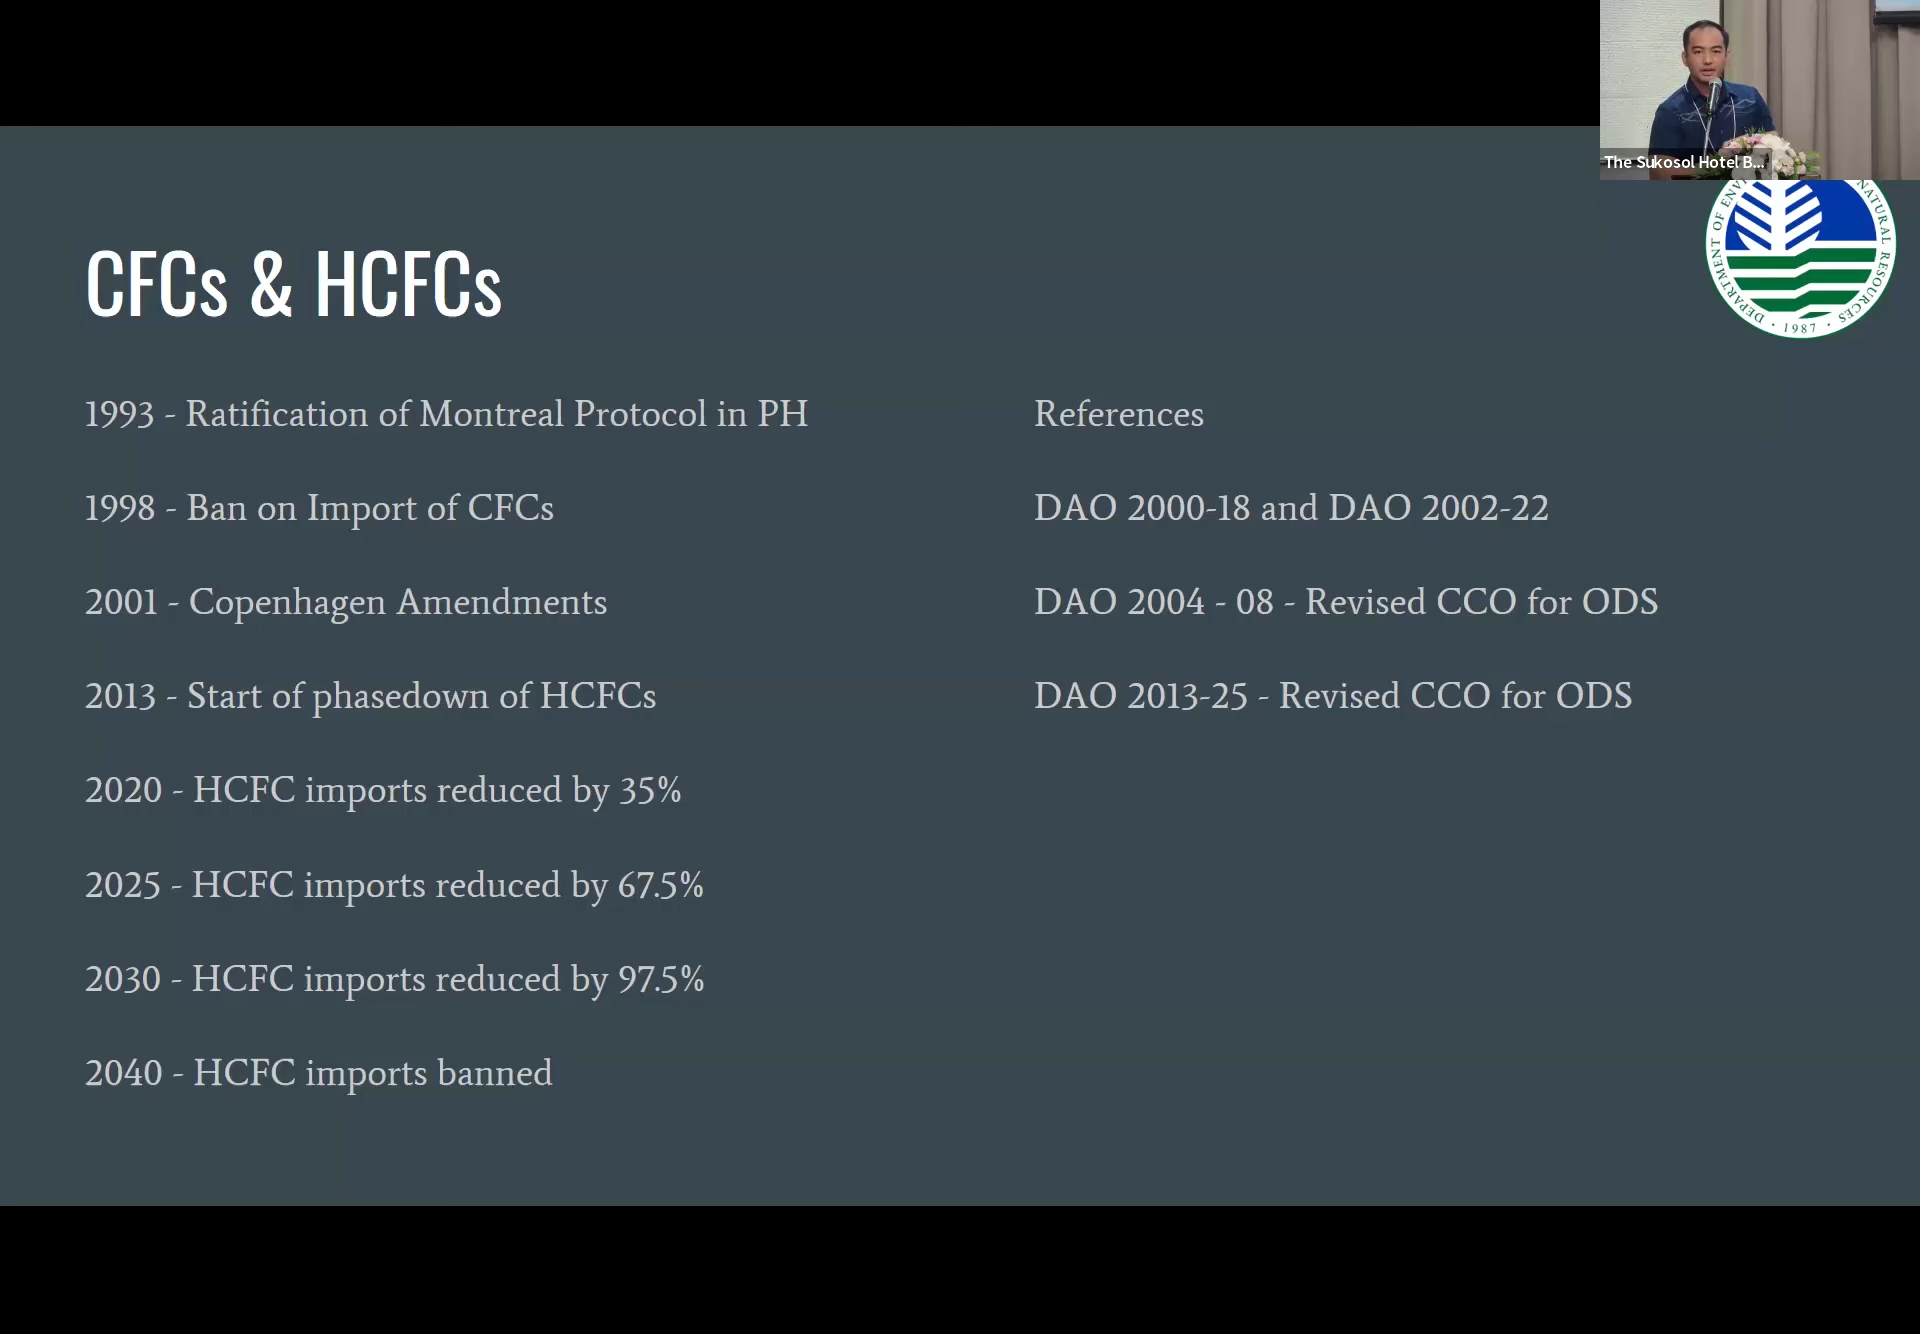 The Sukosol Hotel B...
DEPARTMENT OF ENVI
NATURAL RESOURCES
1987
CFCs & HCFCs
1993 - Ratification of Montreal Protocol in PH
1998 - Ban on Import of CFCs
2001 - Copenhagen Amendments
2013 - Start of phasedown of HCFCs
2020 - HCFC imports reduced by 35%
2025 - HCFC imports reduced by 67.5%
2030 - HCFC imports reduced by 97.5%
2040 - HCFC imports banned
References
DAO 2000-18 and DAO 2002-22
DAO 2004 - 08 - Revised CCO for ODS
DAO 2013-25 - Revised CCO for ODS